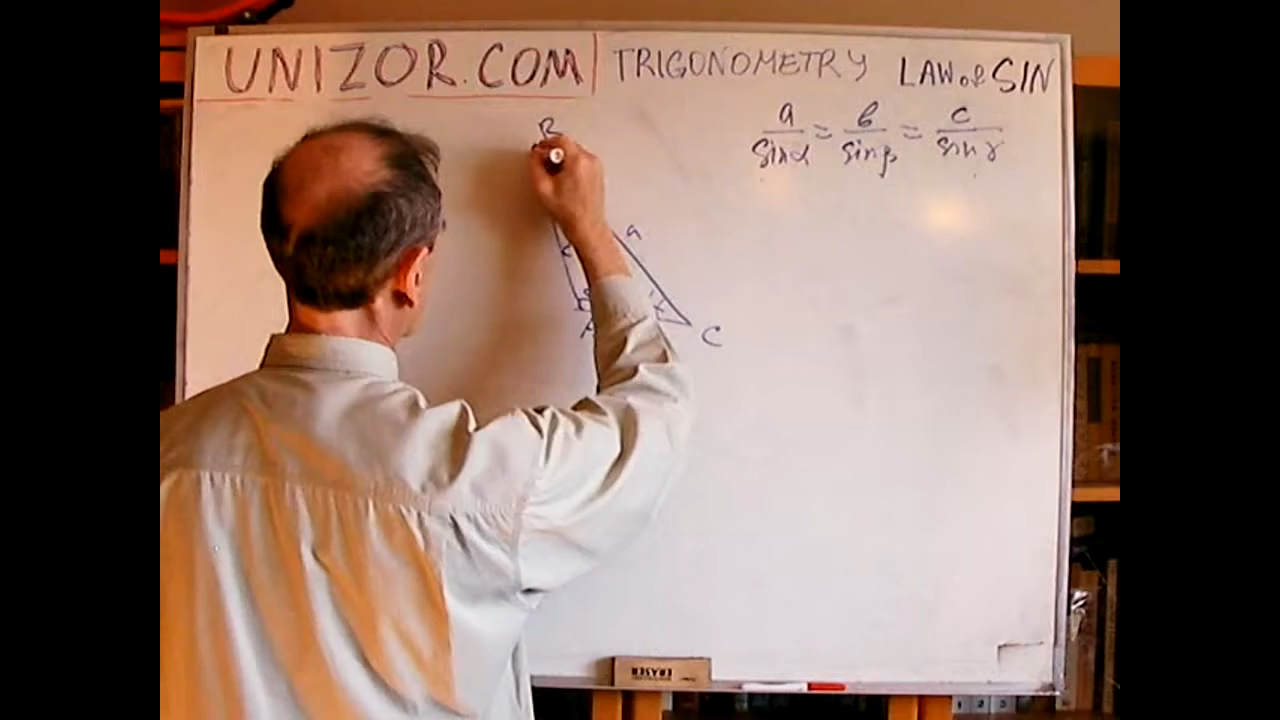 UNIZOR.COM
TRIGONOMETRY LAW of SIN
a/sinα = b/sinβ = c/sinγ
B
a
c
A
C
ERASER